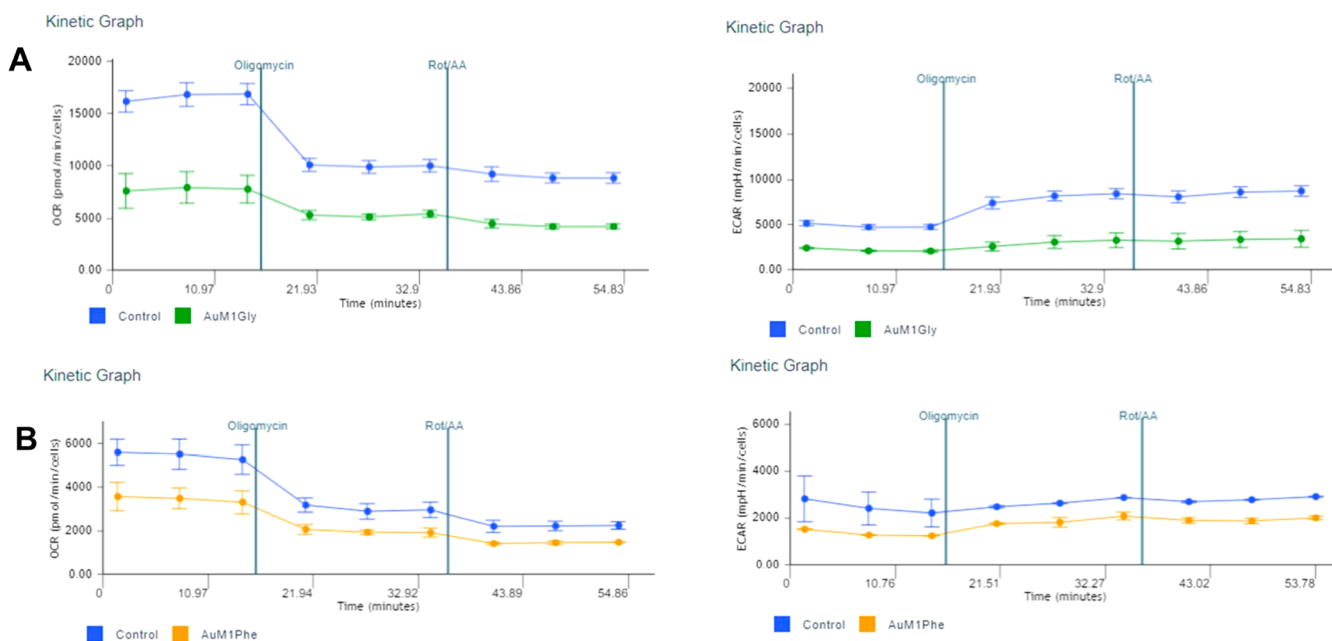 Kinetic Graph
A
Oligomycin
Rot/AA
20000
15000
10000
5000
0.00
OCR (pmol/min/cells)
0
10.97
21.93
32.9
43.86
54.83
Time (minutes)
Control
AuM1Gly
Kinetic Graph
Oligomycin
Rot/AA
20000
15000
10000
5000
0.00
ECAR (mpH/min/cells)
0
10.97
21.93
32.9
43.86
54.83
Time (minutes)
Control
AuM1Gly
Kinetic Graph
B
Oligomycin
Rot/AA
6000
4000
2000
0.00
OCR (pmol/min/cells)
0
10.97
21.94
32.92
43.89
54.86
Time (minutes)
Control
AuM1Phe
Kinetic Graph
Oligomycin
Rot/AA
6000
4000
2000
0.00
ECAR (mpH/min/cells)
0
10.76
21.51
32.27
43.02
53.78
Time (minutes)
Control
AuM1Phe